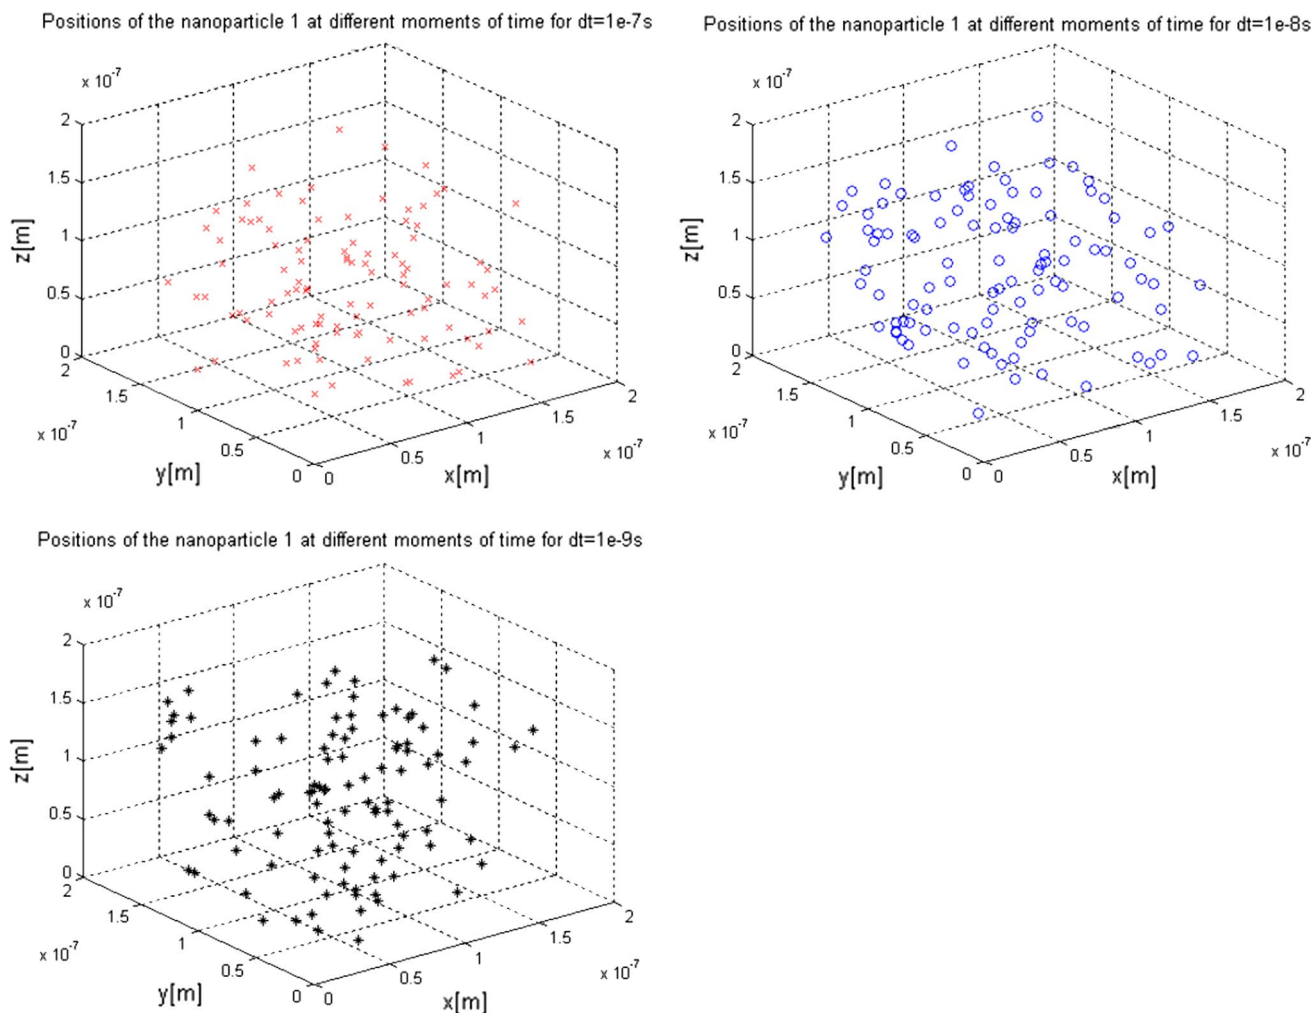 Positions of the nanoparticle 1 at different moments of time for dt=1e-7s
x 10^-7
2
1.5
1
0.5
0
z[m]
2
1.5
1
0.5
0
x 10^-7
y[m]
0
0.5
1
1.5
2
x 10^-7
x[m]
Positions of the nanoparticle 1 at different moments of time for dt=1e-8s
x 10^-7
2
1.5
1
0.5
0
z[m]
2
1.5
1
0.5
0
x 10^-7
y[m]
0
0.5
1
1.5
2
x 10^-7
x[m]
Positions of the nanoparticle 1 at different moments of time for dt=1e-9s
x 10^-7
2
1.5
1
0.5
0
z[m]
2
1.5
1
0.5
0
x 10^-7
y[m]
0
0.5
1
1.5
2
x 10^-7
x[m]